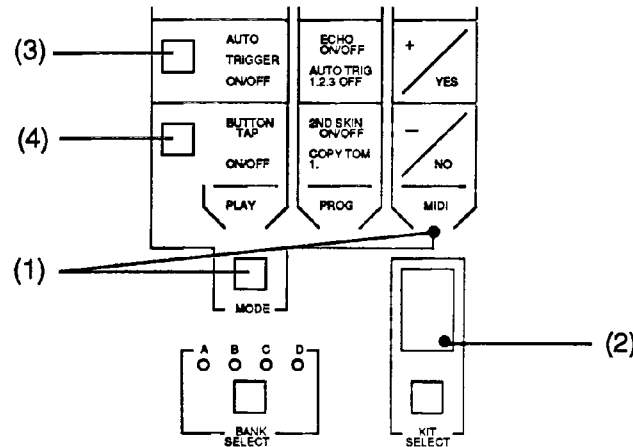 (3)
AUTO
TRIGGER
ON/OFF
ECHO
ON/OFF
AUTO TRIG
1.2.3 OFF
+
YES
(4)
BUTTON
TAP
ON/OFF
2ND SKIN
ON/OFF
COPY TOM
1.
–
NO
PLAY
PROG
MIDI
(1)
MODE
(2)
A B C D
BANK
SELECT
KIT
SELECT